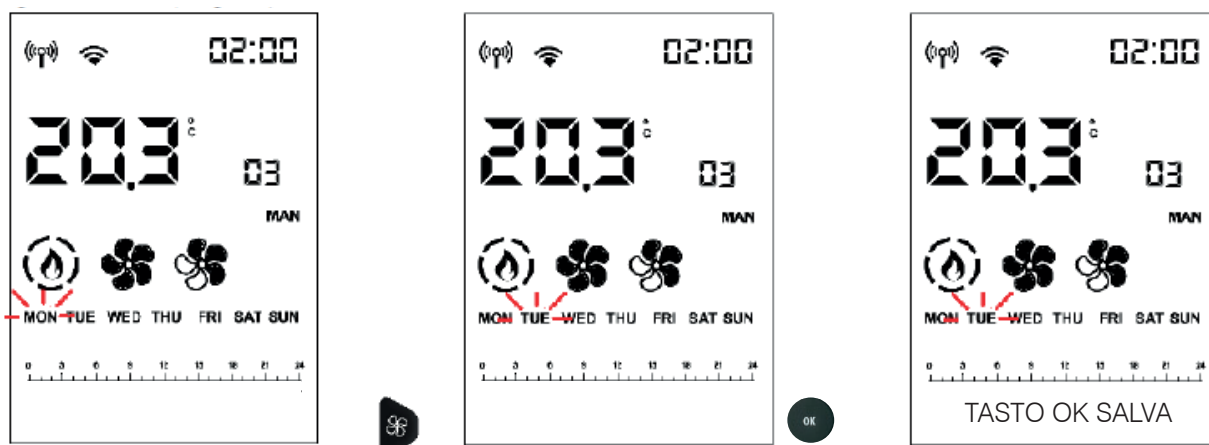 02:00
20.3 °C
03
MAN
MON TUE WED THU FRI SAT SUN
0 3 6 9 12 15 18 21 24
02:00
20.3 °C
03
MAN
MON TUE WED THU FRI SAT SUN
0 3 6 9 12 15 18 21 24
OK
02:00
20.3 °C
03
MAN
MON TUE WED THU FRI SAT SUN
0 3 6 9 12 15 18 21 24
TASTO OK SALVA